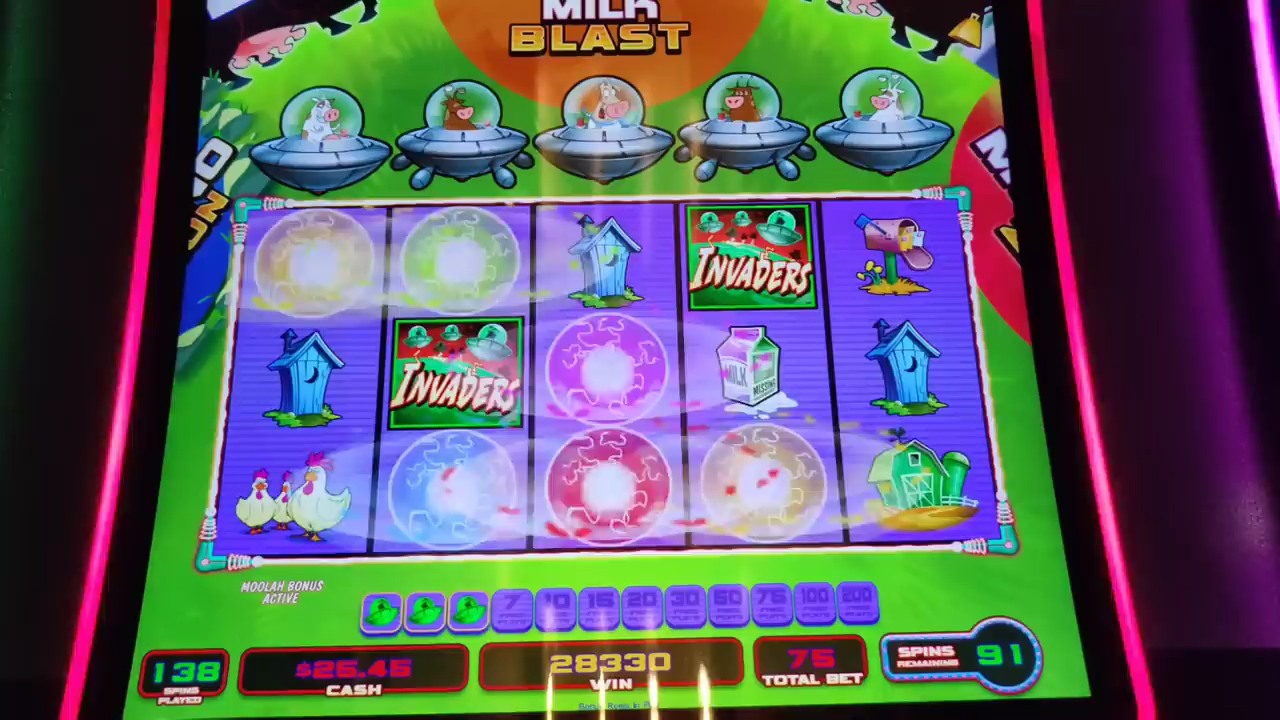 MILK
BLAST
INVADERS
INVADERS
MILK
MISSING
MOOLAH BONUS
ACTIVE
7
10
15
20
30
50
75
100
200
138
SPINS
PLAYED
$25.45
CASH
28330
WIN
75
TOTAL BET
SPINS
REMAINING
91